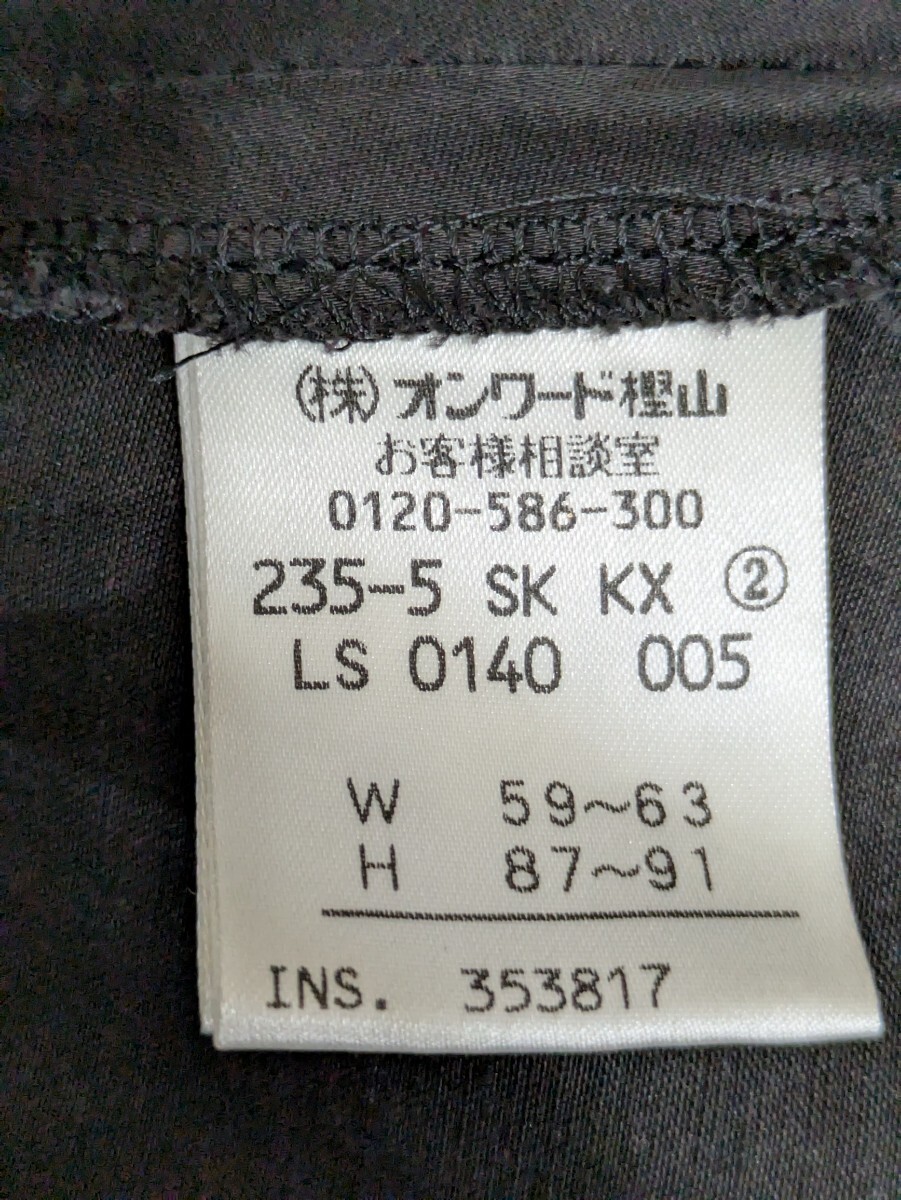 (株)オンワード樫山
お客様相談室
0120-586-300
235-5 SK KX ②
LS 0140 005
W 59~63
H 87~91
INS. 353817